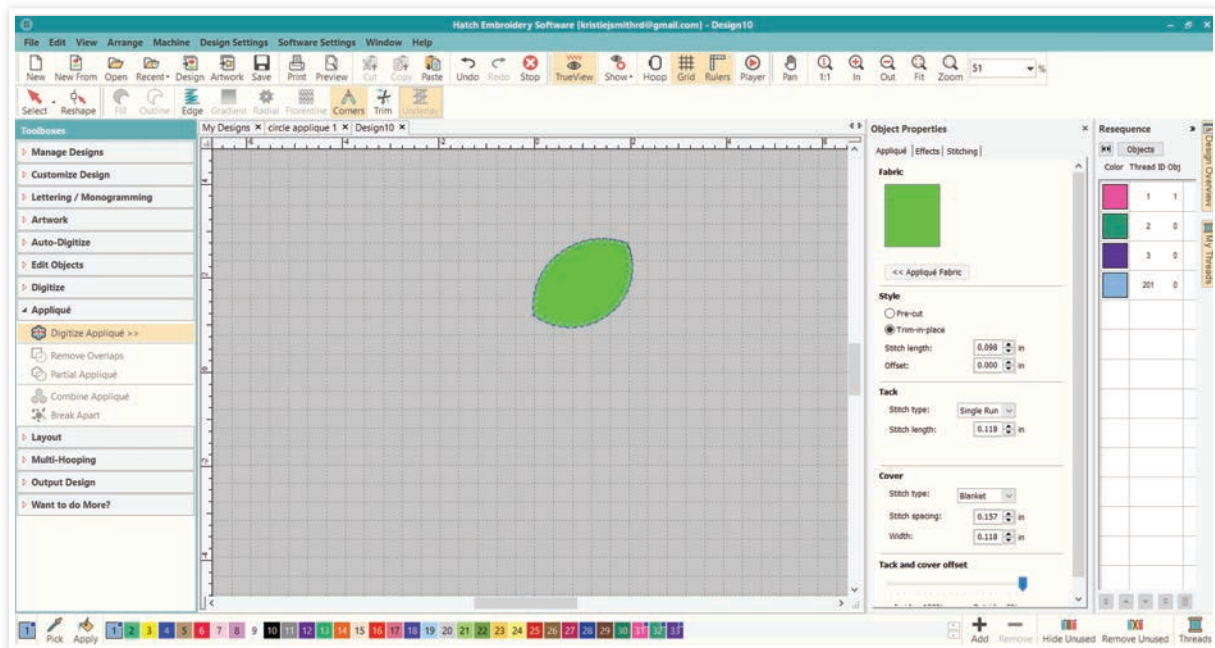 Hatch Embroidery Software [kristiejsmithrd@gmail.com] - Design10
File Edit View Arrange Machine Design Settings Software Settings Window Help
New New From Open Recent Design Artwork Save Print Preview Cut Copy Paste Undo Redo Stop TrueView Show Hoop Grid Rulers Player Pan 1:1 In Out Fit Zoom 51 %
Select Reshape Fill Outline Edge Gradient Radial Florentine Corners Trim Underlay
Toolboxes
Manage Designs
Customize Design
Lettering / Monogramming
Artwork
Auto-Digitize
Edit Objects
Digitize
Appliqué
Digitize Appliqué >>
Remove Overlaps
Partial Appliqué
Combine Appliqué
Break Apart
Layout
Multi-Hooping
Output Design
Want to do More?
My Designs × circle applique 1 × Design10 ×
Object Properties ×
Appliqué Effects Stitching
Fabric
<< Appliqué Fabric
Style
Pre-cut
Trim-in-place
Stitch length: 0.098 in
Offset: 0.000 in
Tack
Stitch type: Single Run
Stitch length: 0.118 in
Cover
Stitch type: Blanket
Stitch spacing: 0.157 in
Width: 0.118 in
Tack and cover offset
Resequence
Objects
Color Thread ID Obj
1 1
2 0
3 0
201 0
Design Overview
My Threads
1 Pick Apply 1 2 3 4 5 6 7 8 9 10 11 12 13 14 15 16 17 18 19 20 21 22 23 24 25 26 27 28 29 30 31 32 33
Add Remove Hide Unused Remove Unused Threads